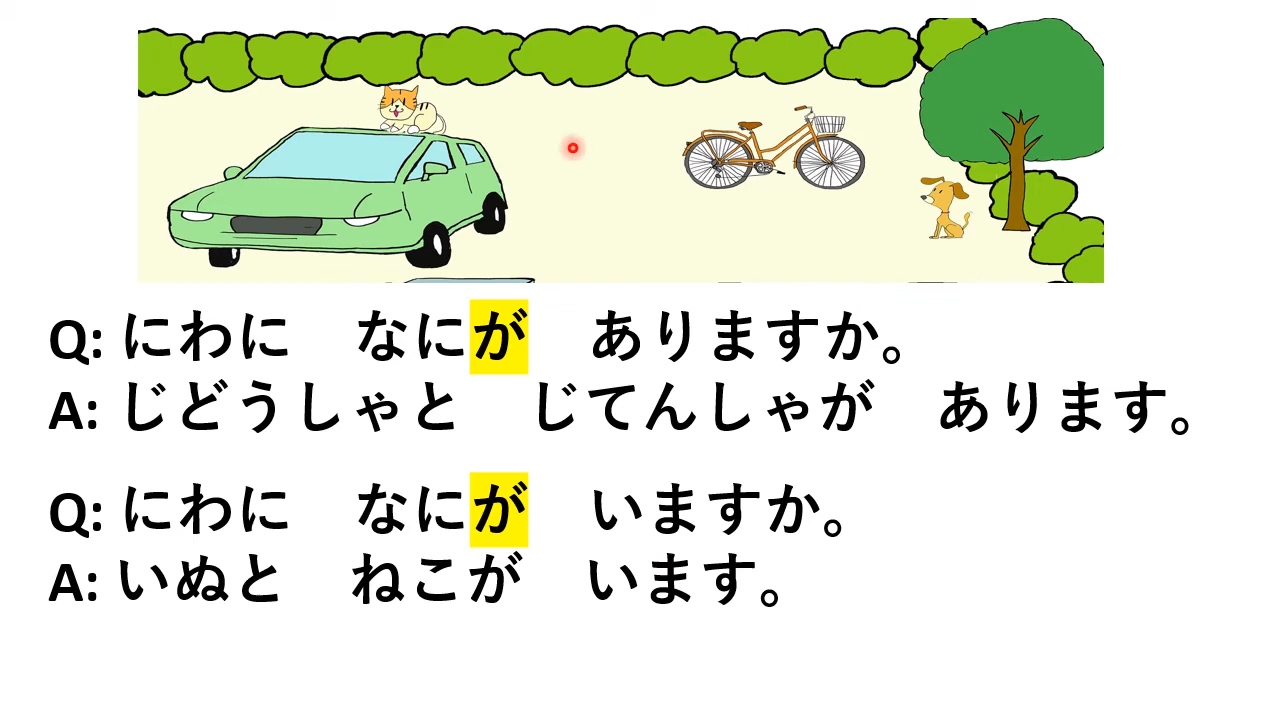 Q: にわに　なにが　ありますか。
A: じどうしゃと　じてんしゃが　あります。
Q: にわに　なにが　いますか。
A: いぬと　ねこが　います。